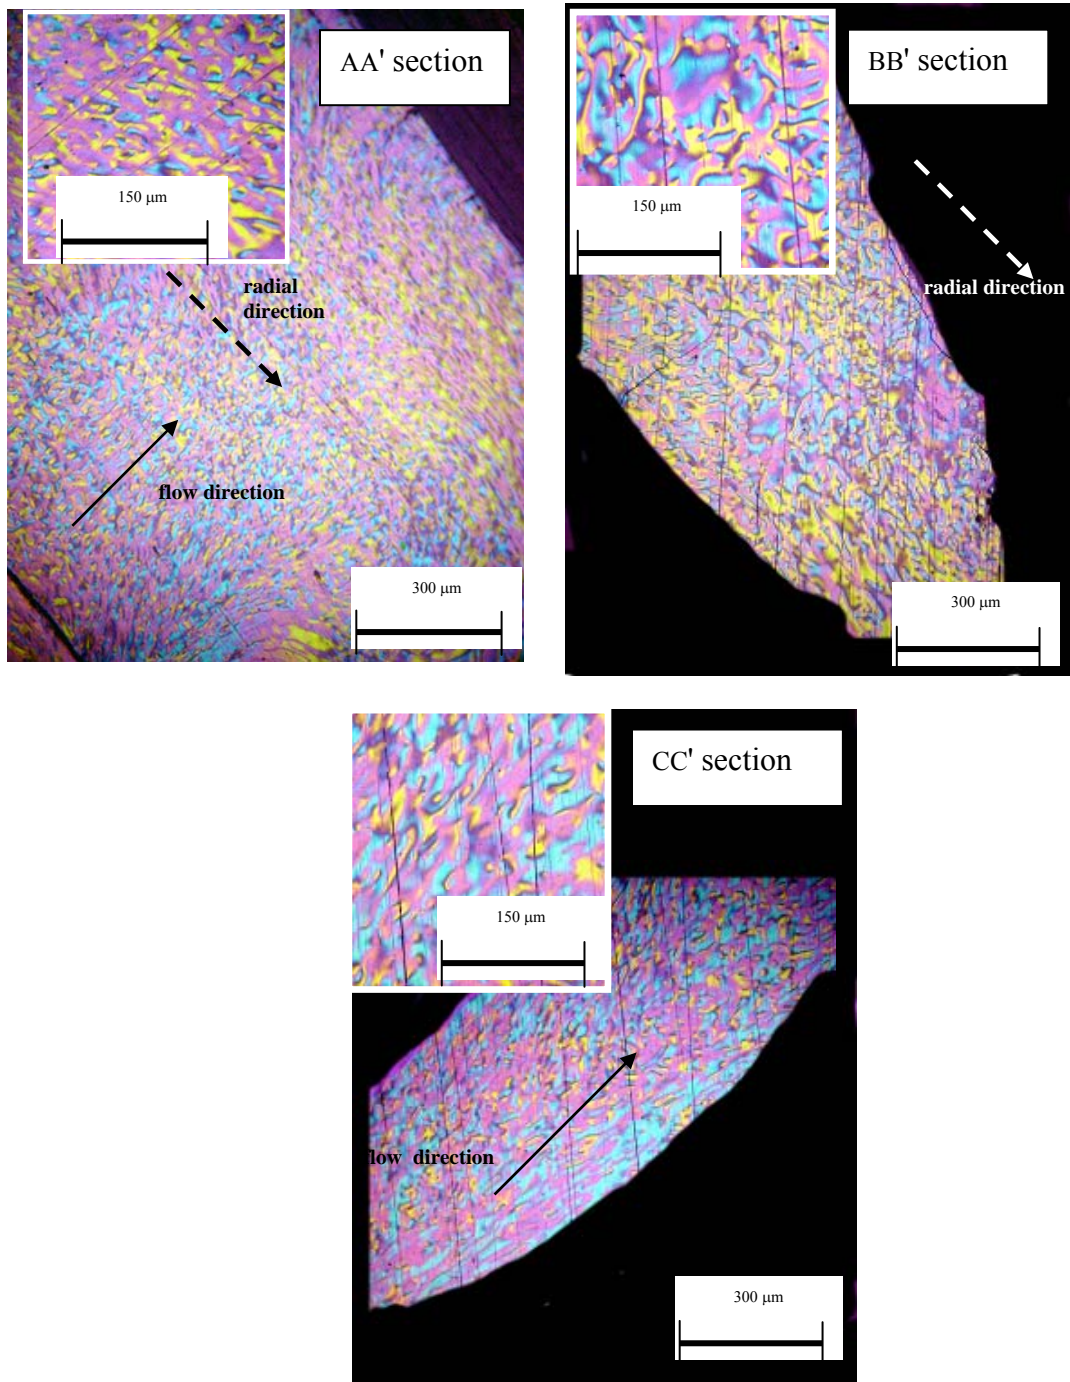 AA' section
150 μm
radial
direction
flow direction
300 μm
BB' section
150 μm
radial direction
300 μm
CC' section
150 μm
flow direction
300 μm